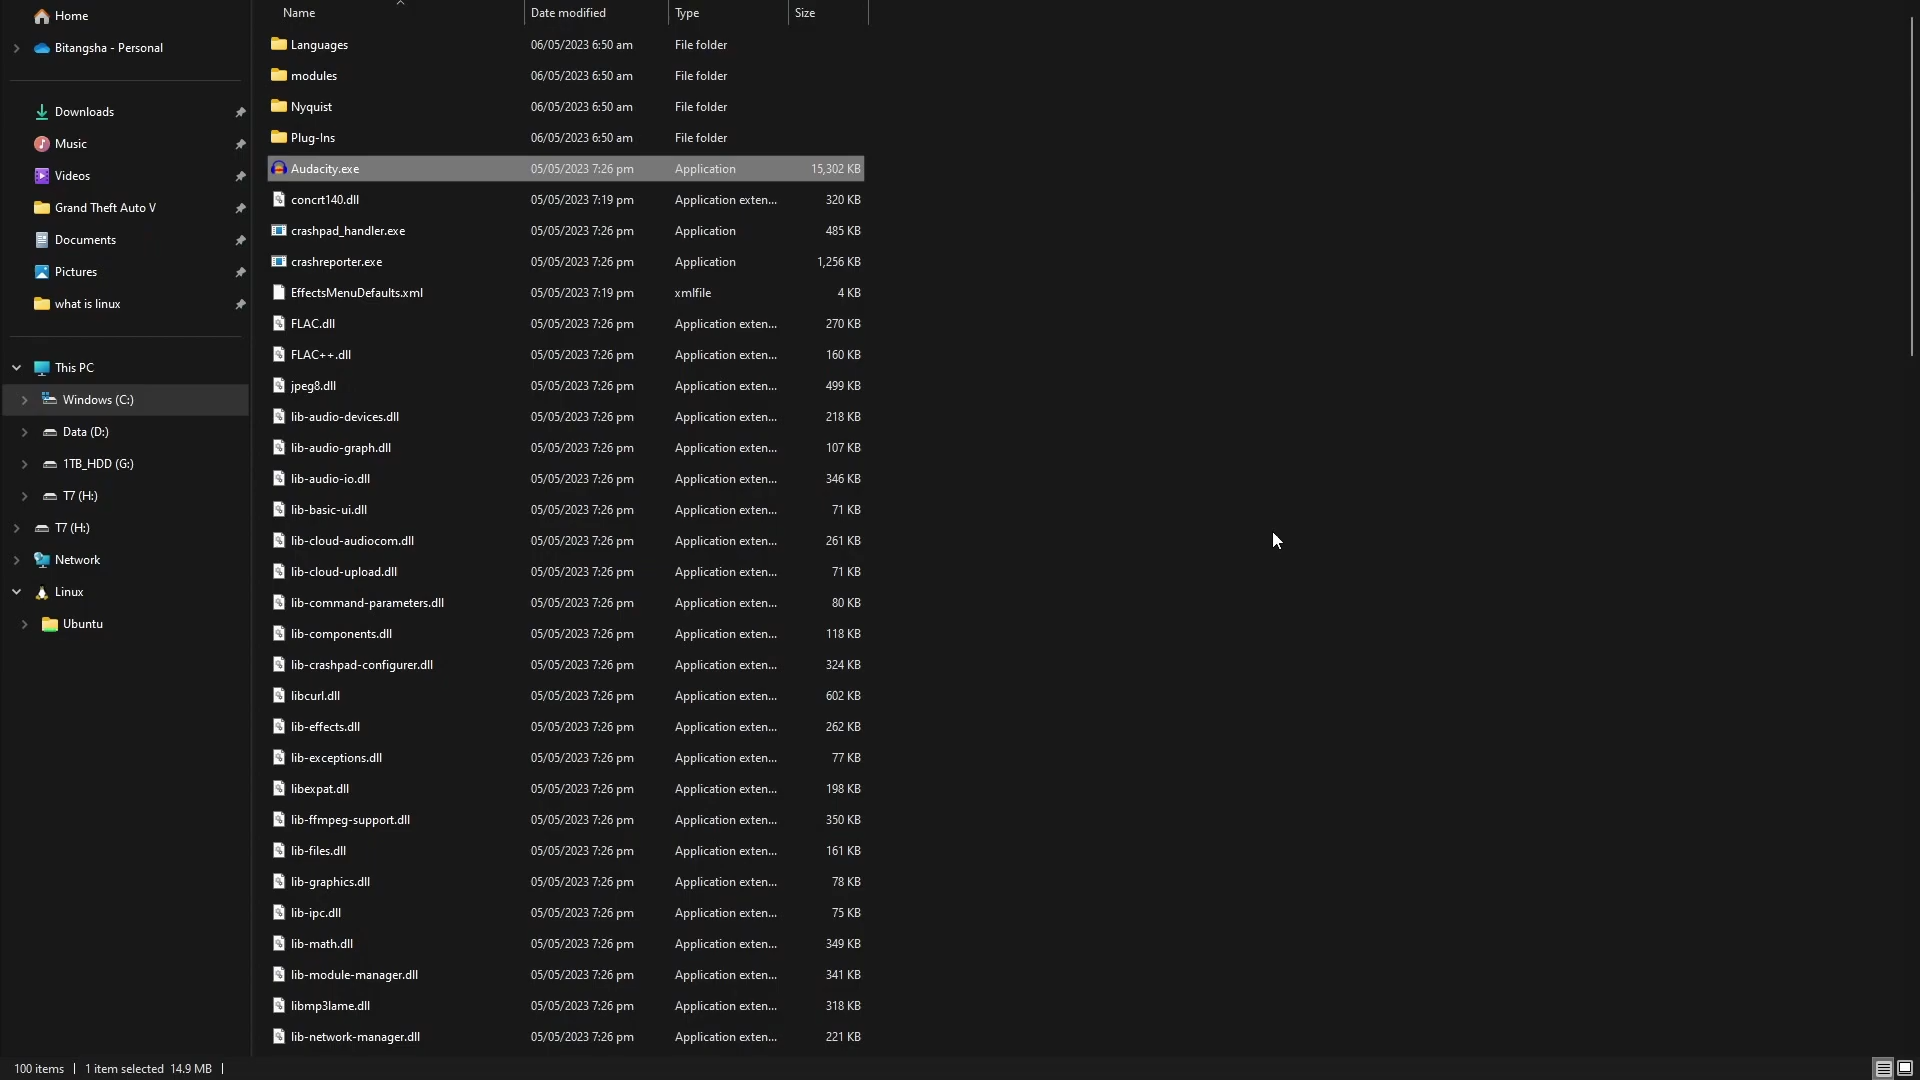 Home
Bitangsha - Personal
Downloads
Music
Videos
Grand Theft Auto V
Documents
Pictures
what is linux
This PC
Windows (C:)
Data (D:)
1TB_HDD (G:)
T7 (H:)
T7 (H:)
Network
Linux
Ubuntu
Name Date modified Type Size
Languages 06/05/2023 6:50 am File folder
modules 06/05/2023 6:50 am File folder
Nyquist 06/05/2023 6:50 am File folder
Plug-Ins 06/05/2023 6:50 am File folder
Audacity.exe 05/05/2023 7:26 pm Application 15,302 KB
concrt140.dll 05/05/2023 7:19 pm Application exten... 320 KB
crashpad_handler.exe 05/05/2023 7:26 pm Application 485 KB
crashreporter.exe 05/05/2023 7:26 pm Application 1,256 KB
EffectsMenuDefaults.xml 05/05/2023 7:19 pm xmlfile 4 KB
FLAC.dll 05/05/2023 7:26 pm Application exten... 270 KB
FLAC++.dll 05/05/2023 7:26 pm Application exten... 160 KB
jpeg8.dll 05/05/2023 7:26 pm Application exten... 499 KB
lib-audio-devices.dll 05/05/2023 7:26 pm Application exten... 218 KB
lib-audio-graph.dll 05/05/2023 7:26 pm Application exten... 107 KB
lib-audio-io.dll 05/05/2023 7:26 pm Application exten... 346 KB
lib-basic-ui.dll 05/05/2023 7:26 pm Application exten... 71 KB
lib-cloud-audiocom.dll 05/05/2023 7:26 pm Application exten... 261 KB
lib-cloud-upload.dll 05/05/2023 7:26 pm Application exten... 71 KB
lib-command-parameters.dll 05/05/2023 7:26 pm Application exten... 80 KB
lib-components.dll 05/05/2023 7:26 pm Application exten... 118 KB
lib-crashpad-configurer.dll 05/05/2023 7:26 pm Application exten... 324 KB
libcurl.dll 05/05/2023 7:26 pm Application exten... 602 KB
lib-effects.dll 05/05/2023 7:26 pm Application exten... 262 KB
lib-exceptions.dll 05/05/2023 7:26 pm Application exten... 77 KB
libexpat.dll 05/05/2023 7:26 pm Application exten... 198 KB
lib-ffmpeg-support.dll 05/05/2023 7:26 pm Application exten... 350 KB
lib-files.dll 05/05/2023 7:26 pm Application exten... 161 KB
lib-graphics.dll 05/05/2023 7:26 pm Application exten... 78 KB
lib-ipc.dll 05/05/2023 7:26 pm Application exten... 75 KB
lib-math.dll 05/05/2023 7:26 pm Application exten... 349 KB
lib-module-manager.dll 05/05/2023 7:26 pm Application exten... 341 KB
libmp3lame.dll 05/05/2023 7:26 pm Application exten... 318 KB
lib-network-manager.dll 05/05/2023 7:26 pm Application exten... 221 KB
100 items 1 item selected 14.9 MB